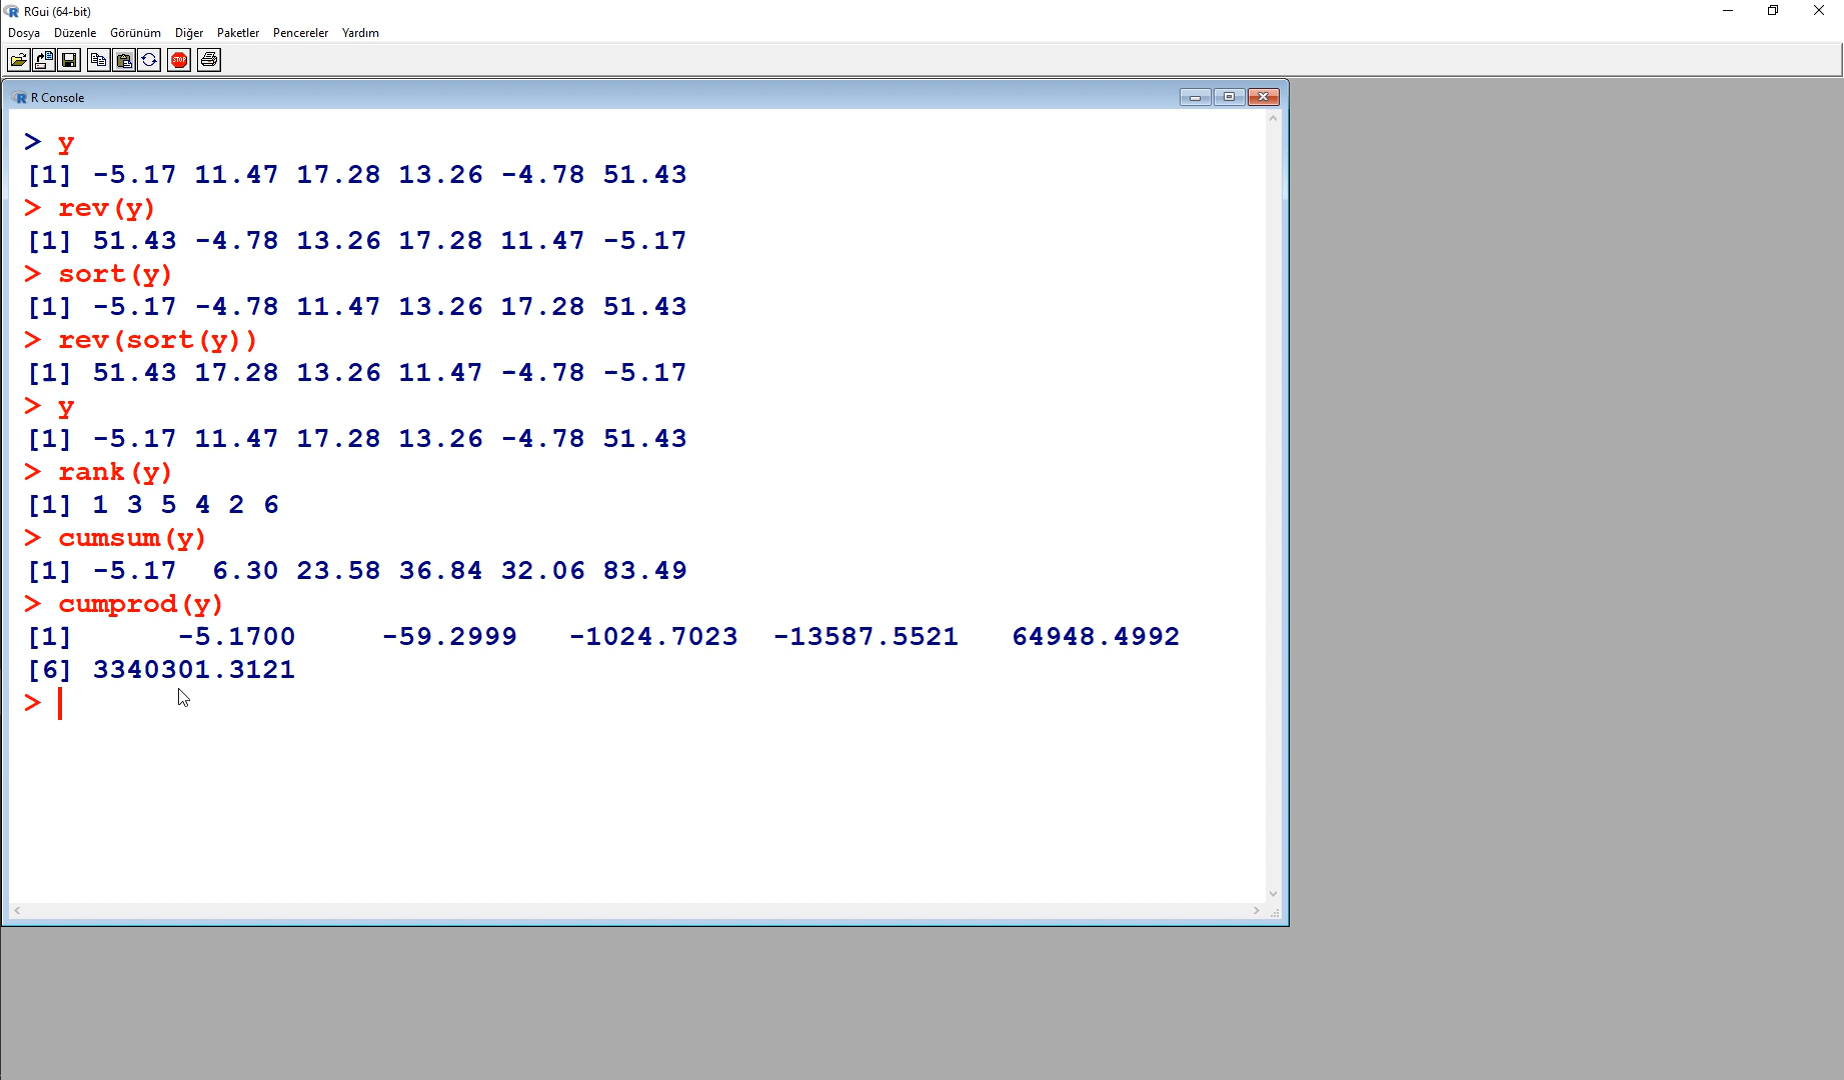 RGui (64-bit)
Dosya Düzenle Görünüm Diğer Paketler Pencereler Yardım
STOP
R Console
> y
[1] -5.17 11.47 17.28 13.26 -4.78 51.43
> rev(y)
[1] 51.43 -4.78 13.26 17.28 11.47 -5.17
> sort(y)
[1] -5.17 -4.78 11.47 13.26 17.28 51.43
> rev(sort(y))
[1] 51.43 17.28 13.26 11.47 -4.78 -5.17
> y
[1] -5.17 11.47 17.28 13.26 -4.78 51.43
> rank(y)
[1] 1 3 5 4 2 6
> cumsum(y)
[1] -5.17  6.30 23.58 36.84 32.06 83.49
> cumprod(y)
[1]      -5.1700     -59.2999   -1024.7023  -13587.5521   64948.4992
[6] 3340301.3121
>